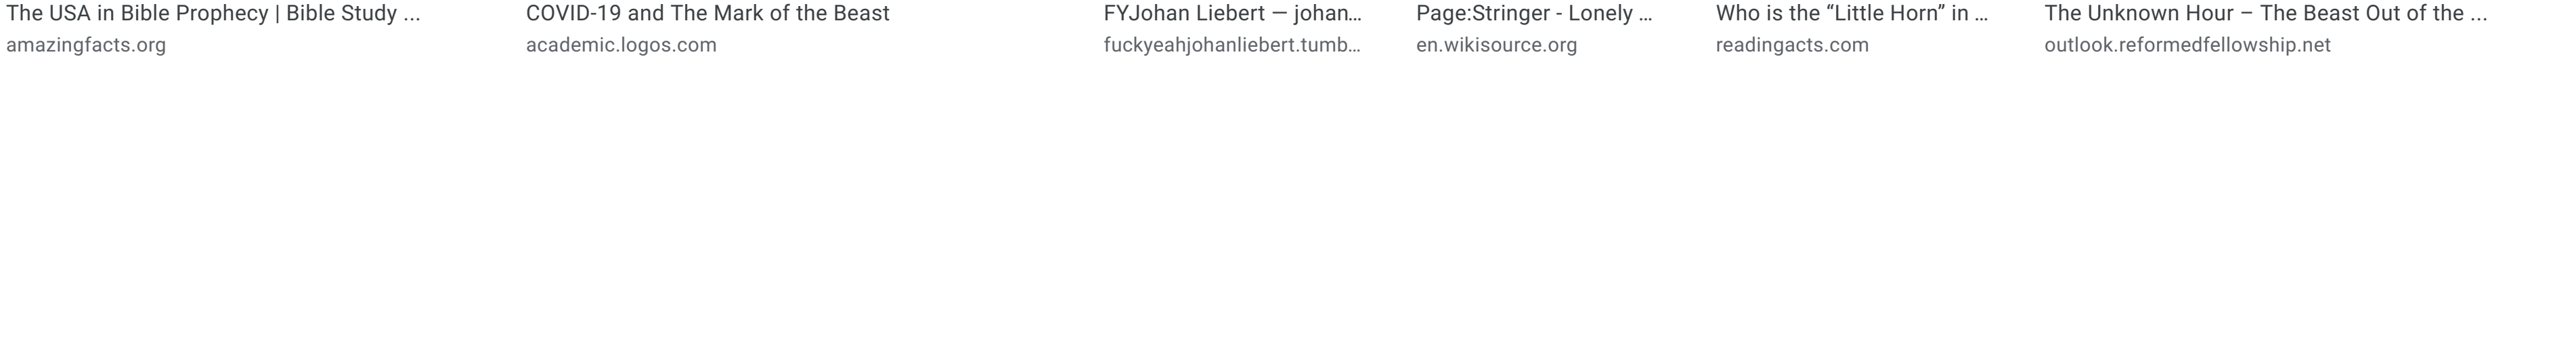 The USA in Bible Prophecy | Bible Study ...
amazingfacts.org
COVID-19 and The Mark of the Beast
academic.logos.com
FYJohan Liebert — johan...
fuckyeahjohanliebert.tumb...
Page:Stringer - Lonely ...
en.wikisource.org
Who is the “Little Horn” in ...
readingacts.com
The Unknown Hour – The Beast Out of the ...
outlook.reformedfellowship.net